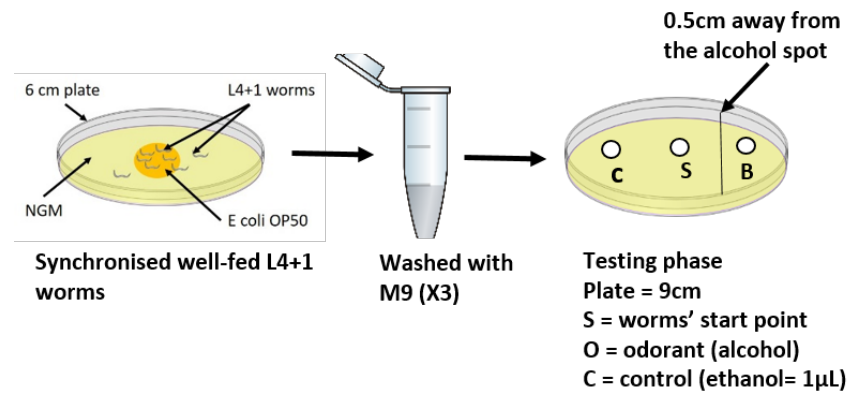 0.5cm away from
the alcohol spot
6 cm plate
L4+1 worms
NGM
E coli OP50
C
S
B
Synchronised well-fed L4+1
worms
Washed with
M9 (X3)
Testing phase
Plate = 9cm
S = worms’ start point
O = odorant (alcohol)
C = control (ethanol= 1µL)